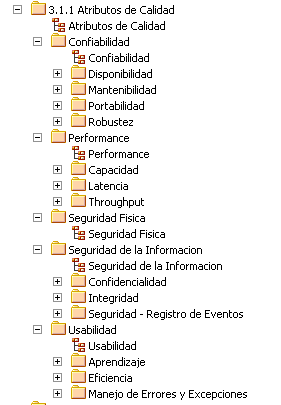 3.1.1 Atributos de Calidad
Atributos de Calidad
Confiabilidad
Confiabilidad
Disponibilidad
Mantenibilidad
Portabilidad
Robustez
Performance
Performance
Capacidad
Latencia
Throughput
Seguridad Fisica
Seguridad Fisica
Seguridad de la Informacion
Seguridad de la Informacion
Confidencialidad
Integridad
Seguridad - Registro de Eventos
Usabilidad
Usabilidad
Aprendizaje
Eficiencia
Manejo de Errores y Excepciones